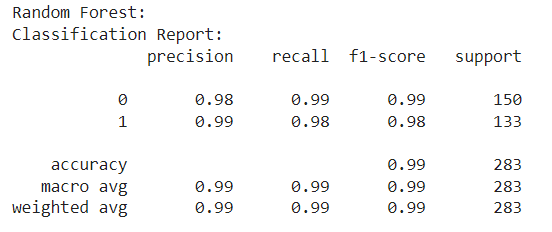 Random Forest:
Classification Report:
precision recall f1-score support
0 0.98 0.99 0.99 150
1 0.99 0.98 0.98 133
accuracy 0.99 283
macro avg 0.99 0.99 0.99 283
weighted avg 0.99 0.99 0.99 283